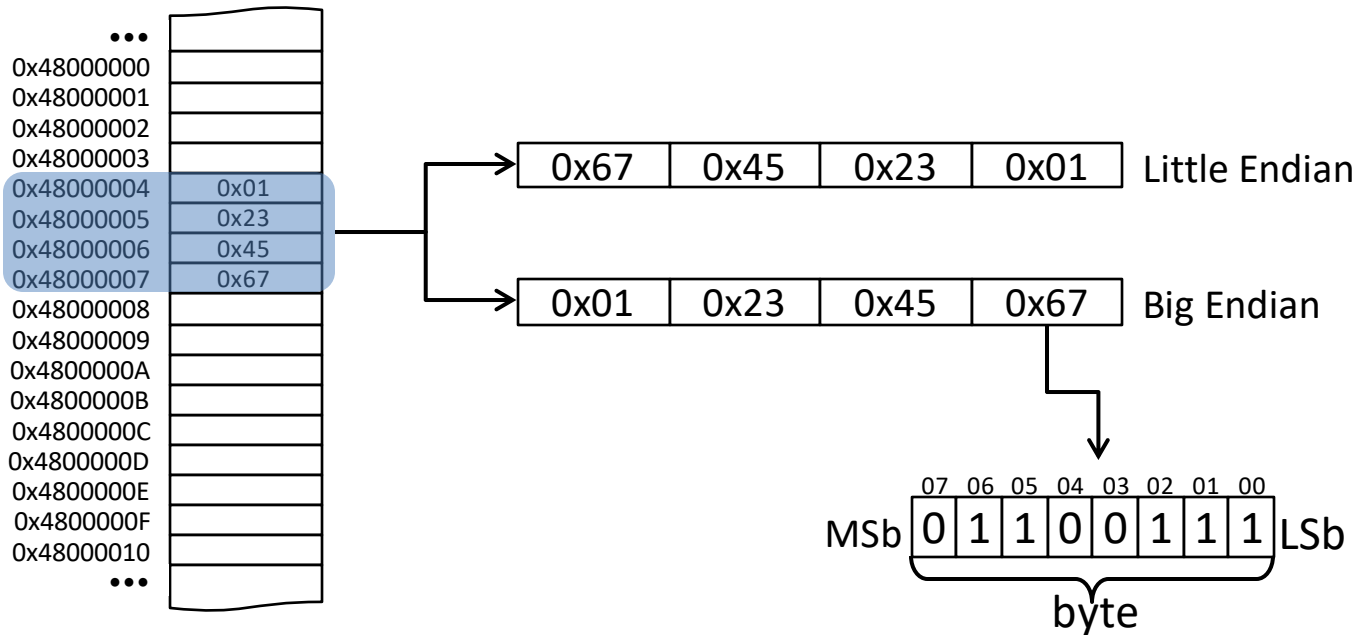 •••
0x48000000
0x48000001
0x48000002
0x48000003
0x48000004 0x01
0x48000005 0x23
0x48000006 0x45
0x48000007 0x67
0x48000008
0x48000009
0x4800000A
0x4800000B
0x4800000C
0x4800000D
0x4800000E
0x4800000F
0x48000010
•••
0x67 0x45 0x23 0x01 Little Endian
0x01 0x23 0x45 0x67 Big Endian
07 06 05 04 03 02 01 00
MSb 0 1 1 0 0 1 1 1 LSb
byte